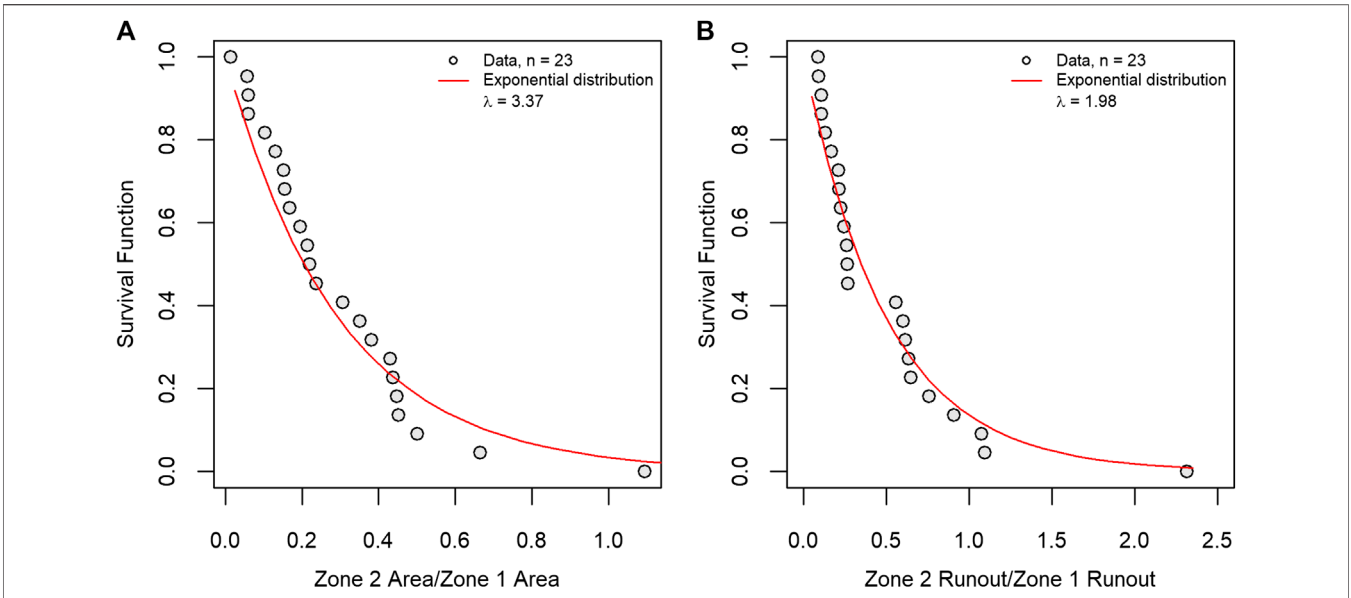 A
Data, n = 23
Exponential distribution
λ = 3.37
Survival Function
1.0
0.8
0.6
0.4
0.2
0.0
0.0 0.2 0.4 0.6 0.8 1.0
Zone 2 Area/Zone 1 Area
B
Data, n = 23
Exponential distribution
λ = 1.98
Survival Function
1.0
0.8
0.6
0.4
0.2
0.0
0.0 0.5 1.0 1.5 2.0 2.5
Zone 2 Runout/Zone 1 Runout